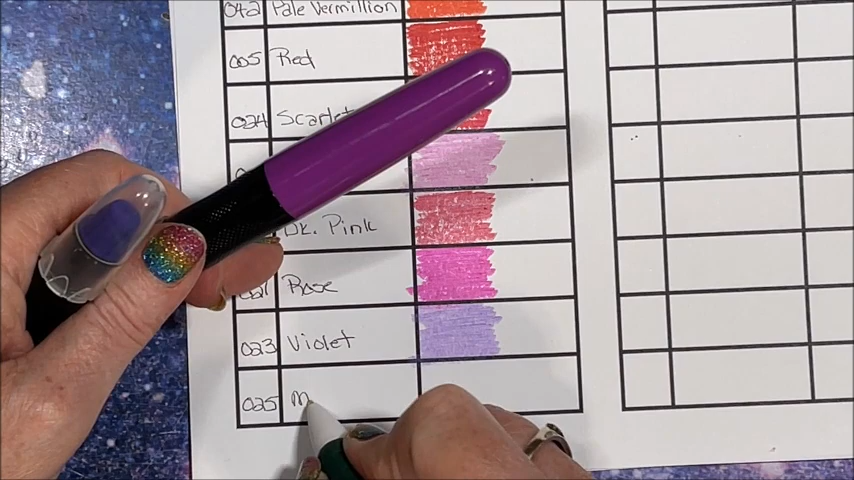 042 Pale Vermillion
005 Red
024 Scarlet
Dk. Pink
Rose
023 Violet
025 m